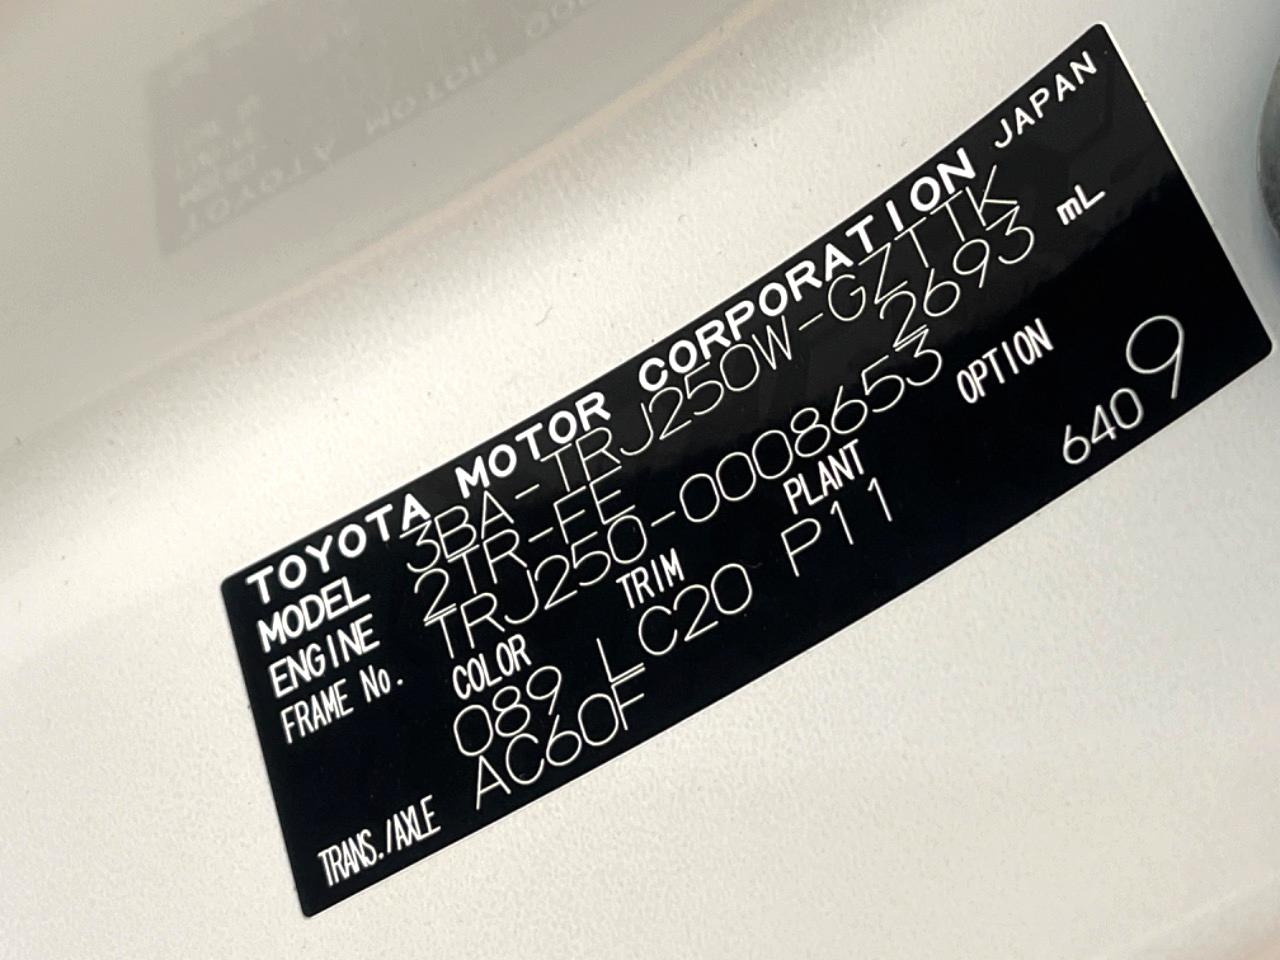 TOYOTA MOTOR CORPORATION JAPAN
MODEL 3BA-TRJ250W-GZTTK
ENGINE 2TR-FE 2693 mL
FRAME No. TRJ250-0008653
COLOR TRIM PLANT OPTION
089 LC20 P11 6409
TRANS./AXLE AC60F